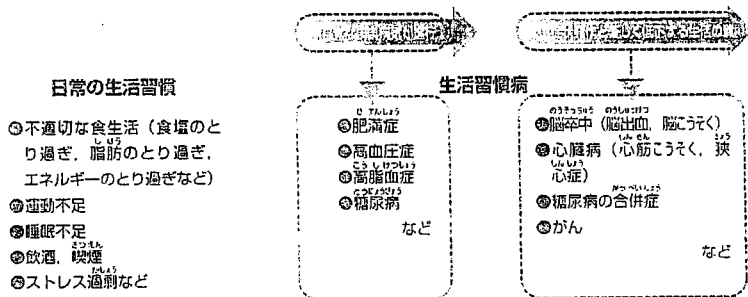 日常の生活習慣
不適切な食生活（食塩のと
り過ぎ，脂肪のとり過ぎ，
エネルギーのとり過ぎなど）
運動不足
睡眠不足
飲酒，喫煙
ストレス過剰など
生活習慣病
肥満症
高血圧症
高脂血症
糖尿病
など
脳卒中（脳出血，脳こうそく）
心臓病（心筋こうそく，狭
心症）
糖尿病の合併症
がん
など